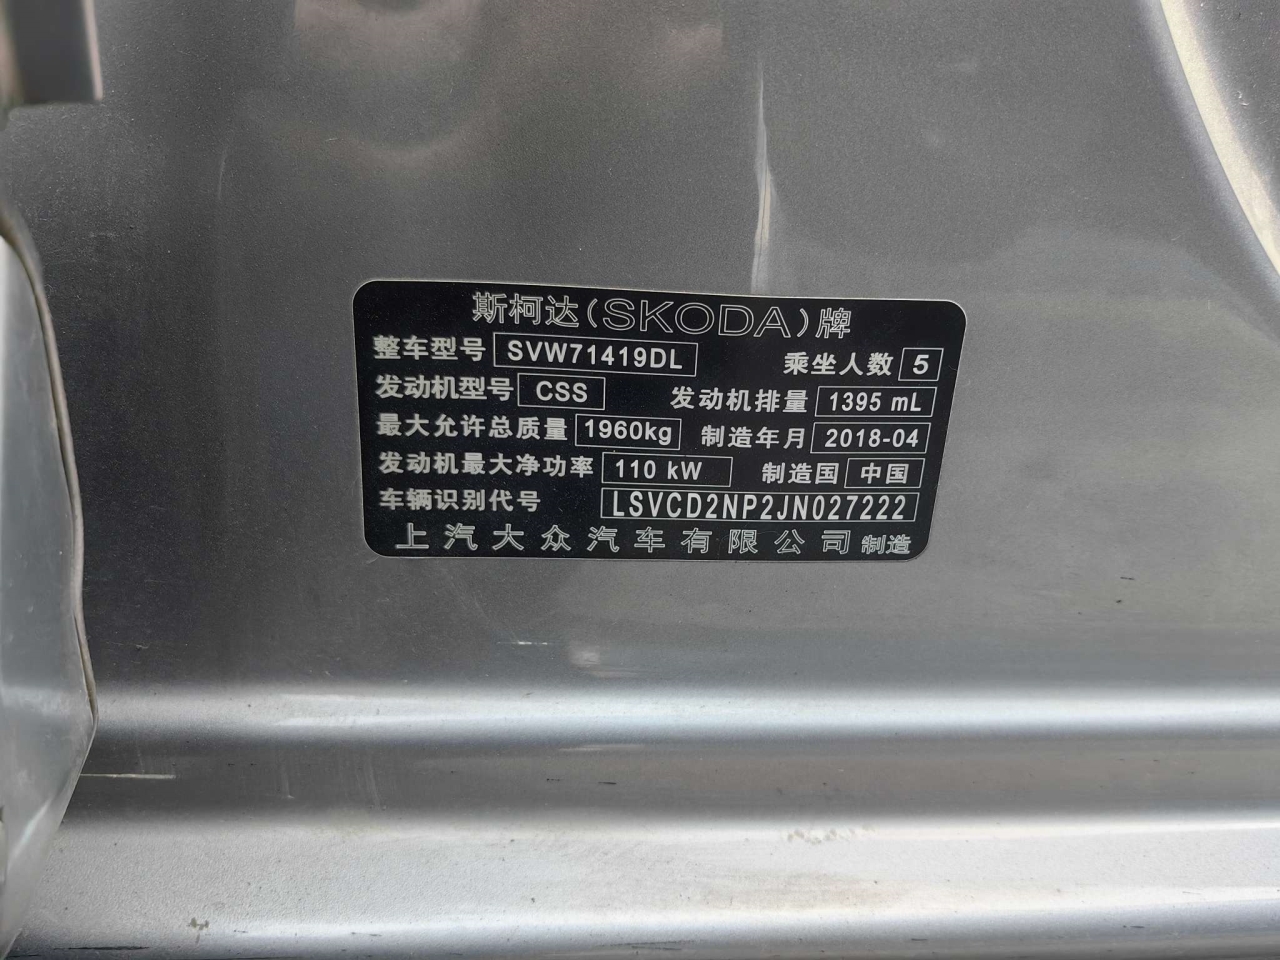 斯柯达(SKODA)牌
整车型号 SVW71419DL 乘坐人数 5
发动机型号 CSS 发动机排量 1395 mL
最大允许总质量 1960kg 制造年月 2018-04
发动机最大净功率 110 kW 制造国 中国
车辆识别代号 LSVCD2NP2JN027222
上汽大众汽车有限公司 制造